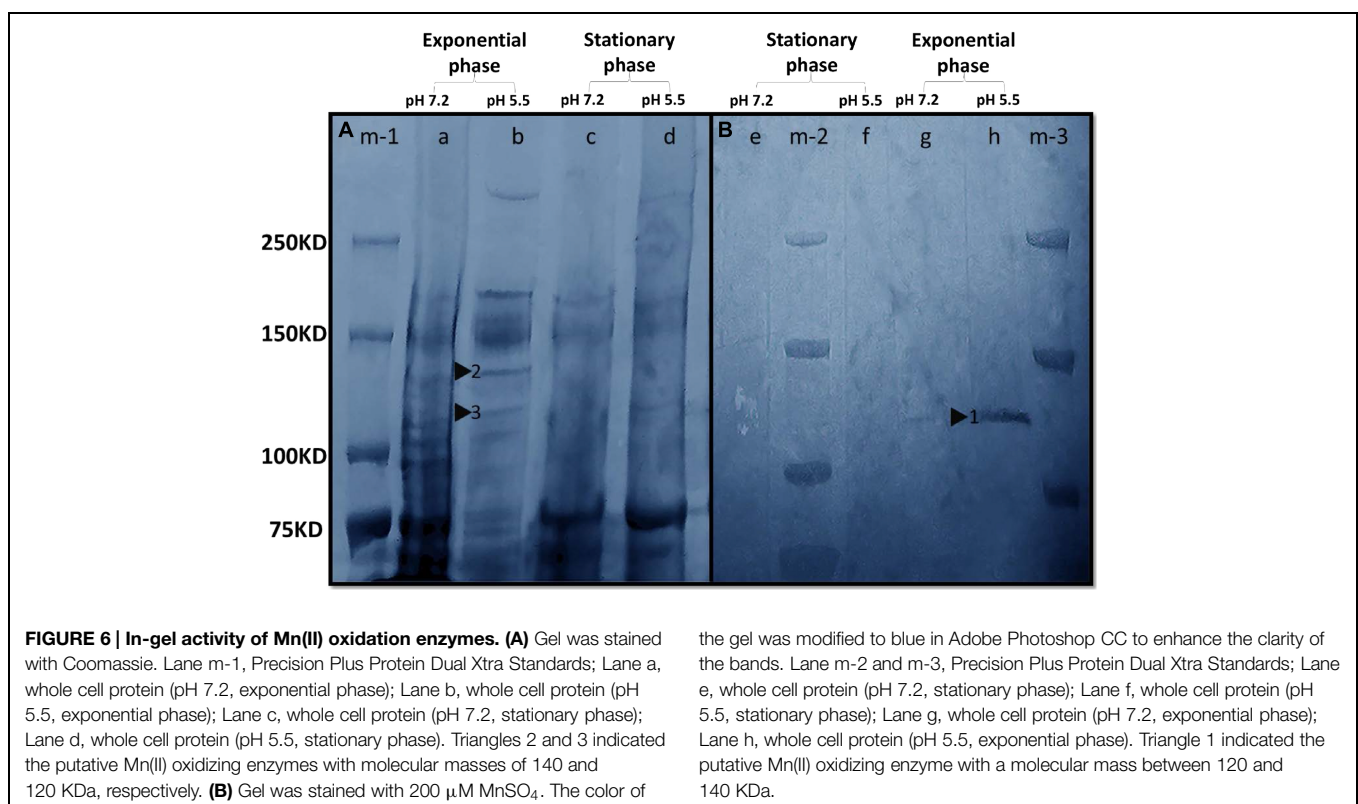 Exponential phase
Stationary phase
Stationary phase
Exponential phase
pH 7.2 pH 5.5 pH 7.2 pH 5.5 pH 7.2 pH 5.5 pH 7.2 pH 5.5
A m-1 a b c d B e m-2 f g h m-3
250KD
150KD
2
3
1
100KD
75KD
FIGURE 6 | In-gel activity of Mn(II) oxidation enzymes. (A) Gel was stained
with Coomassie. Lane m-1, Precision Plus Protein Dual Xtra Standards; Lane a,
whole cell protein (pH 7.2, exponential phase); Lane b, whole cell protein (pH
5.5, exponential phase); Lane c, whole cell protein (pH 7.2, stationary phase);
Lane d, whole cell protein (pH 5.5, stationary phase). Triangles 2 and 3 indicated
the putative Mn(II) oxidizing enzymes with molecular masses of 140 and
120 KDa, respectively. (B) Gel was stained with 200 μM MnSO₄. The color of
the gel was modified to blue in Adobe Photoshop CC to enhance the clarity of
the bands. Lane m-2 and m-3, Precision Plus Protein Dual Xtra Standards; Lane
e, whole cell protein (pH 7.2, stationary phase); Lane f, whole cell protein (pH
5.5, stationary phase); Lane g, whole cell protein (pH 7.2, exponential phase);
Lane h, whole cell protein (pH 5.5, exponential phase). Triangle 1 indicated the
putative Mn(II) oxidizing enzyme with a molecular mass between 120 and
140 KDa.